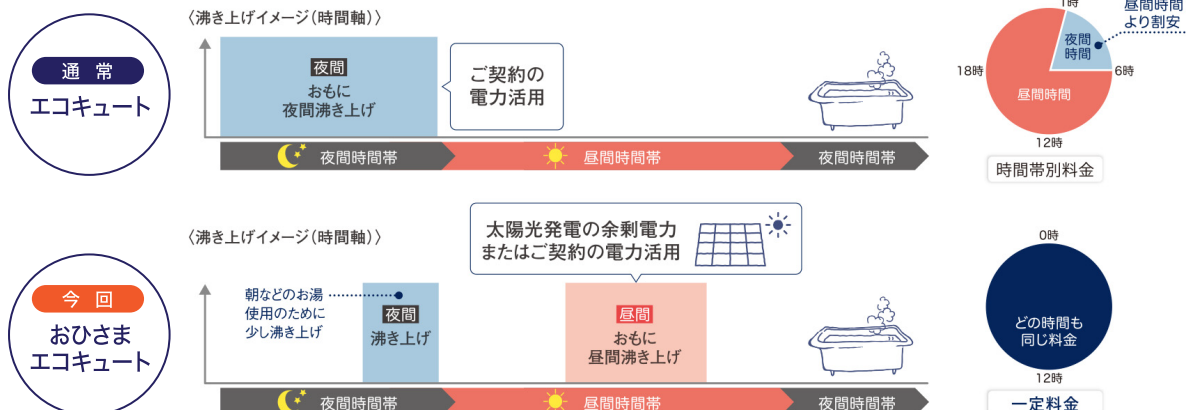 通常
エコキュート
〈沸き上げイメージ（時間軸）〉
夜間
おもに
夜間沸き上げ
ご契約の
電力活用
夜間時間帯
昼間時間帯
夜間時間帯
1時
昼間時間
より割安
夜間
時間
18時
6時
昼間時間
12時
時間帯別料金
今回
おひさま
エコキュート
〈沸き上げイメージ（時間軸）〉
朝などのお湯
使用のために
少し沸き上げ
夜間
沸き上げ
太陽光発電の余剰電力
またはご契約の電力活用
昼間
おもに
昼間沸き上げ
夜間時間帯
昼間時間帯
夜間時間帯
0時
どの時間も
同じ料金
12時
一定料金